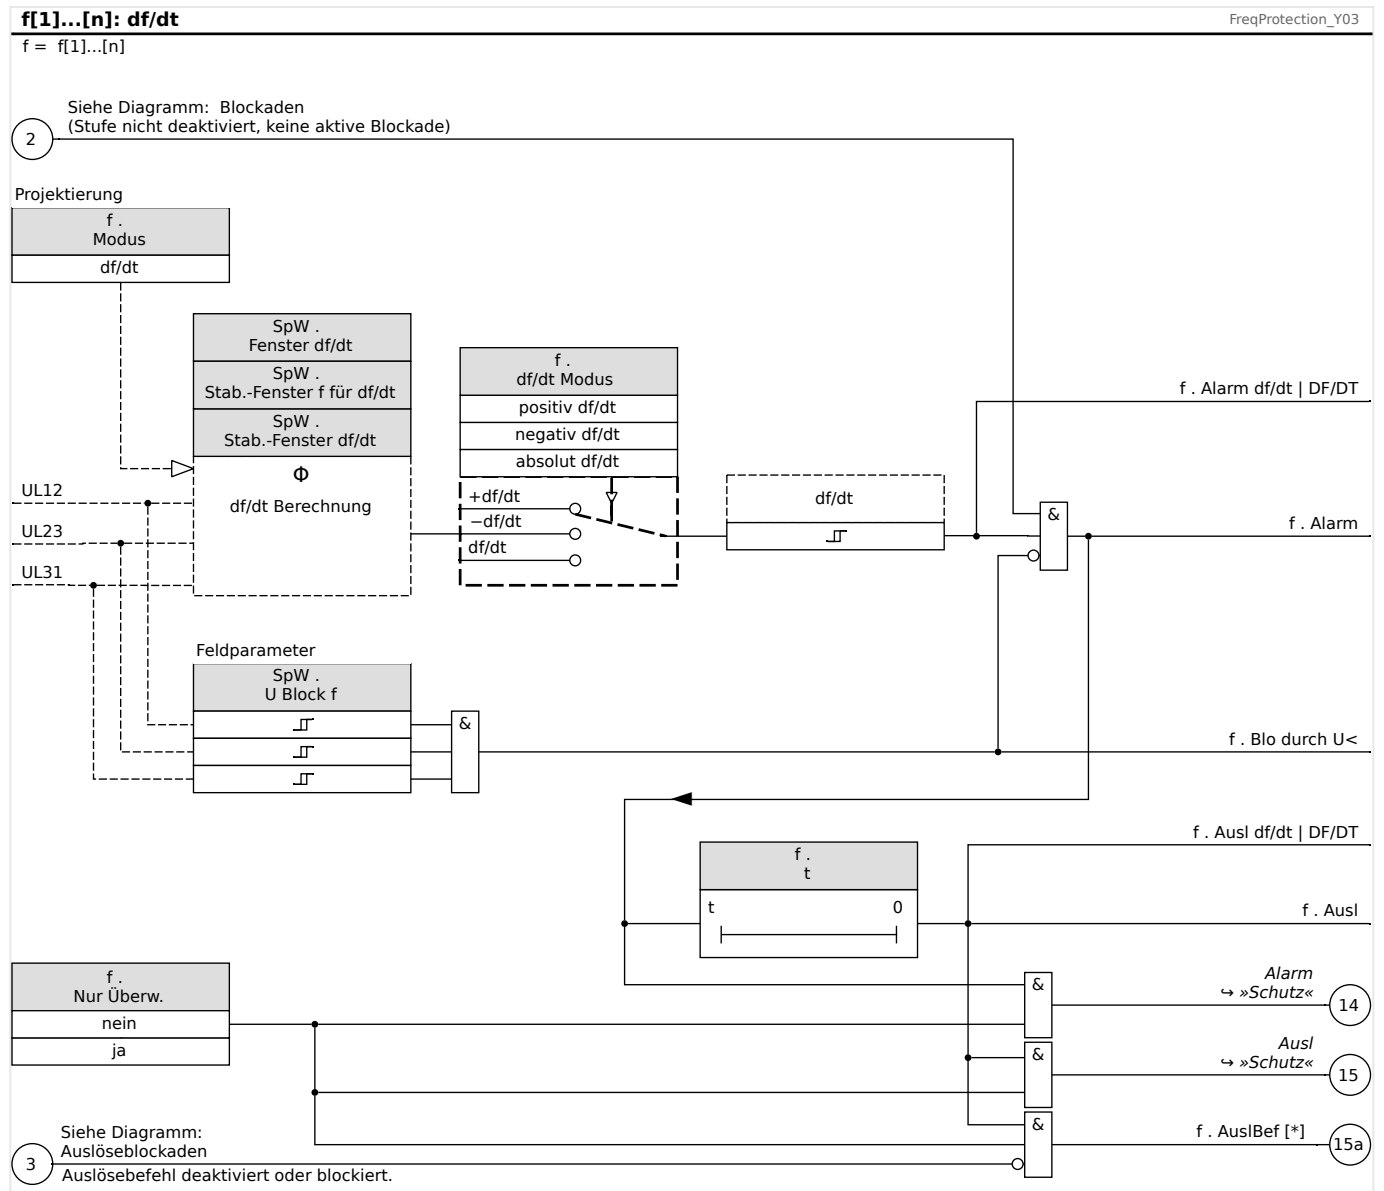 f[1]...[n]: df/dt
FreqProtection_Y03
f = f[1]...[n]
Siehe Diagramm: Blockaden
(Stufe nicht deaktiviert, keine aktive Blockade)
2
Projektierung
f .
Modus
df/dt
SpW .
Fenster df/dt
SpW .
Stab.-Fenster f für df/dt
SpW .
Stab.-Fenster df/dt
Φ
df/dt Berechnung
UL12
UL23
UL31
f .
df/dt Modus
positiv df/dt
negativ df/dt
absolut df/dt
+df/dt
−df/dt
df/dt
df/dt
&
f . Alarm df/dt | DF/DT
f . Alarm
Feldparameter
SpW .
U Block f
&
f . Blo durch U<
f . Ausl df/dt | DF/DT
f .
t
t 0
f . Ausl
f .
Nur Überw.
nein
ja
&
Alarm
↪ »Schutz«
14
&
Ausl
↪ »Schutz«
15
&
f . AuslBef [*]
15a
Siehe Diagramm:
Auslöseblockaden
3
Auslösebefehl deaktiviert oder blockiert.